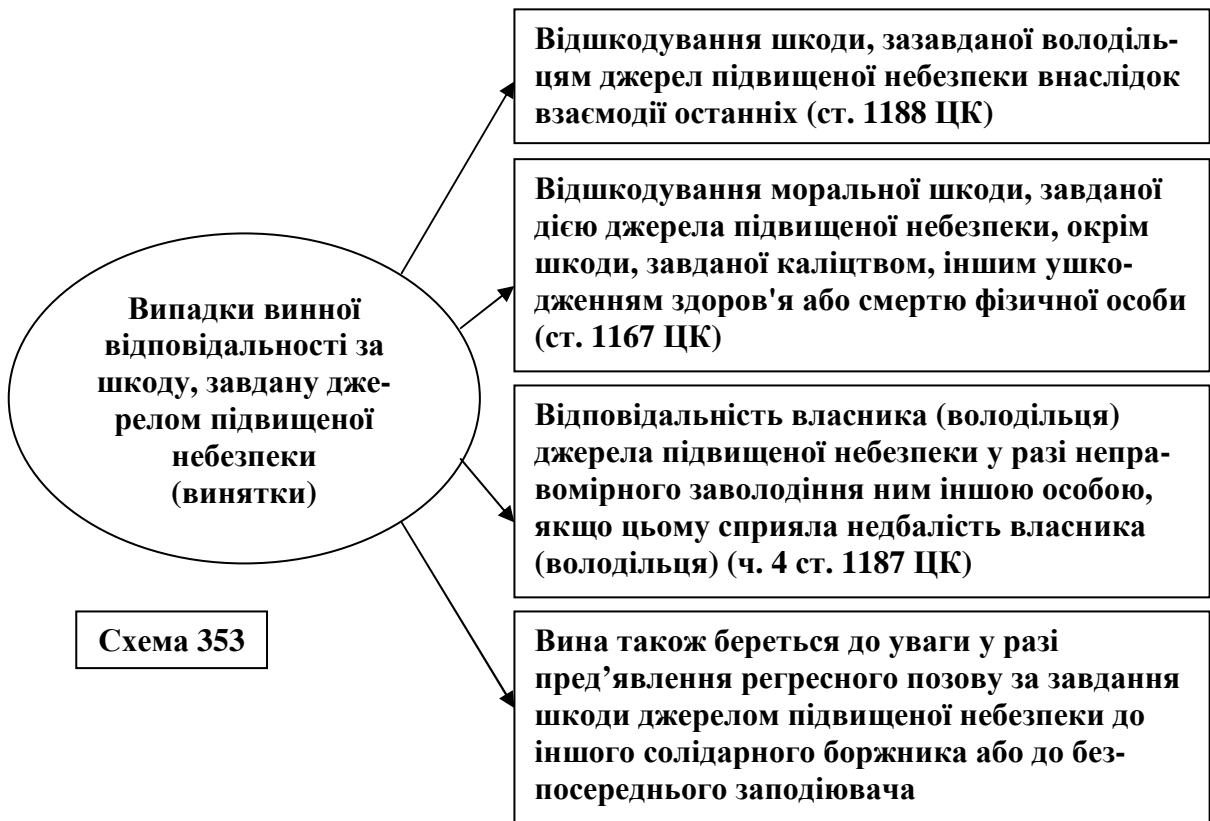 Випадки винної
відповідальності за
шкоду, завдану дже-
релом підвищеної
небезпеки
(винятки)
Схема 353
Відшкодування шкоди, зазавданої володіль-
цям джерел підвищеної небезпеки внаслідок
взаємодії останніх (ст. 1188 ЦК)
Відшкодування моральної шкоди, завданої
дією джерела підвищеної небезпеки, окрім
шкоди, завданої каліцтвом, іншим ушко-
дженням здоров'я або смертю фізичної особи
(ст. 1167 ЦК)
Відповідальність власника (володільця)
джерела підвищеної небезпеки у разі непра-
вомірного заволодіння ним іншою особою,
якщо цьому сприяла недбалість власника
(володільця) (ч. 4 ст. 1187 ЦК)
Вина також береться до уваги у разі
пред’явлення регресного позову за завдання
шкоди джерелом підвищеної небезпеки до
іншого солідарного боржника або до без-
посереднього заподіювача